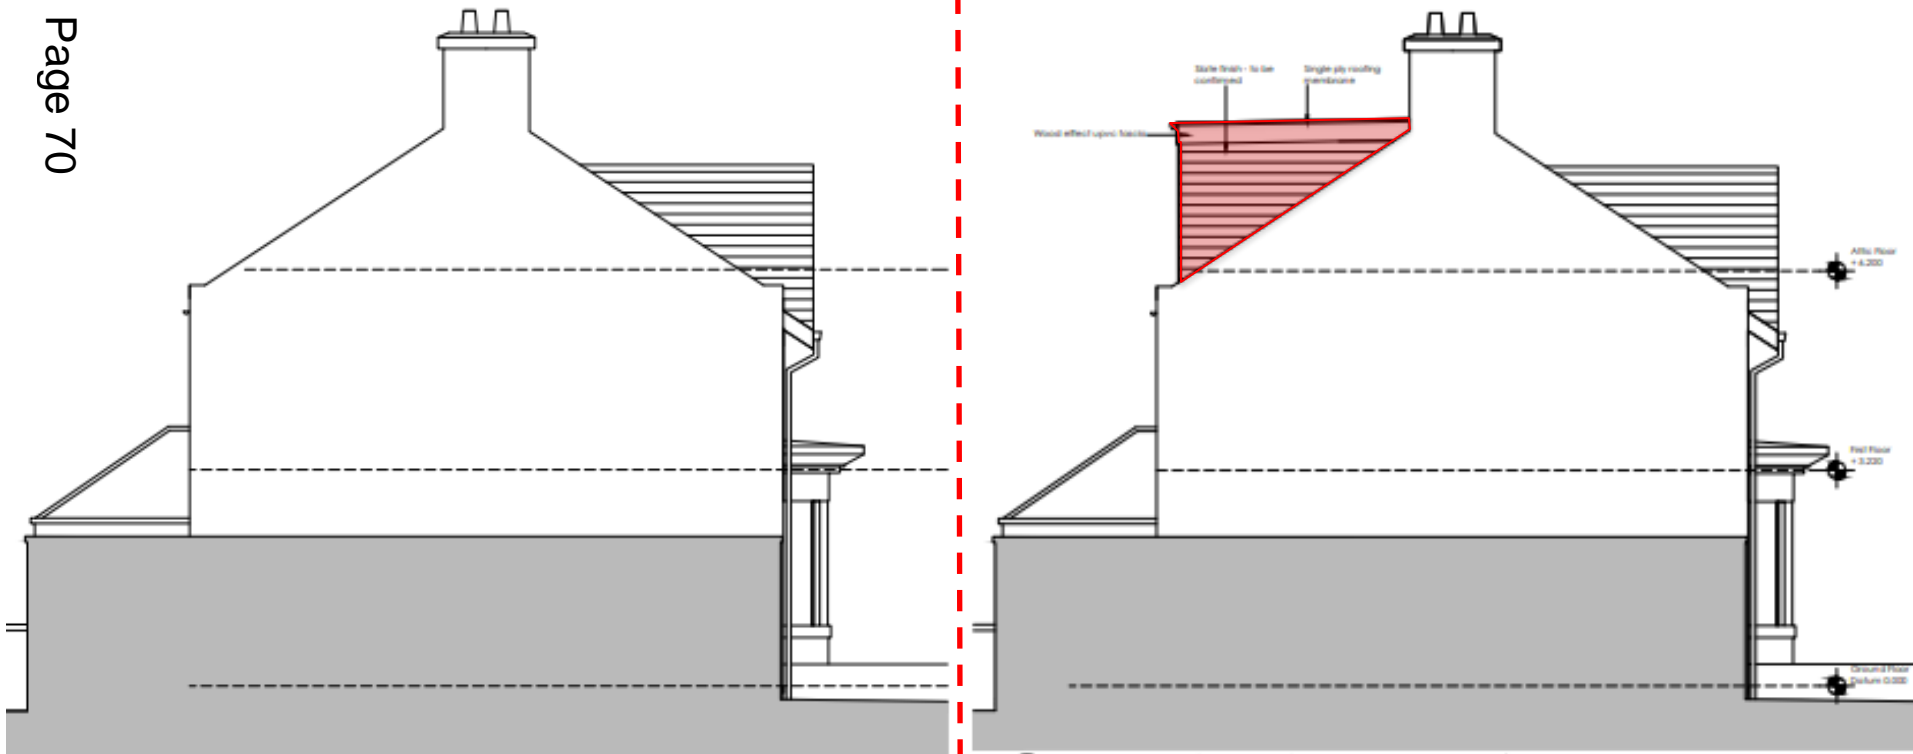 Page 70
Slate finish - to be
confirmed
Single ply roofing
membrane
Wood effect upvc fascia
Attic Floor
+6.200
First Floor
+3.200
Ground Floor
Datum 0.000